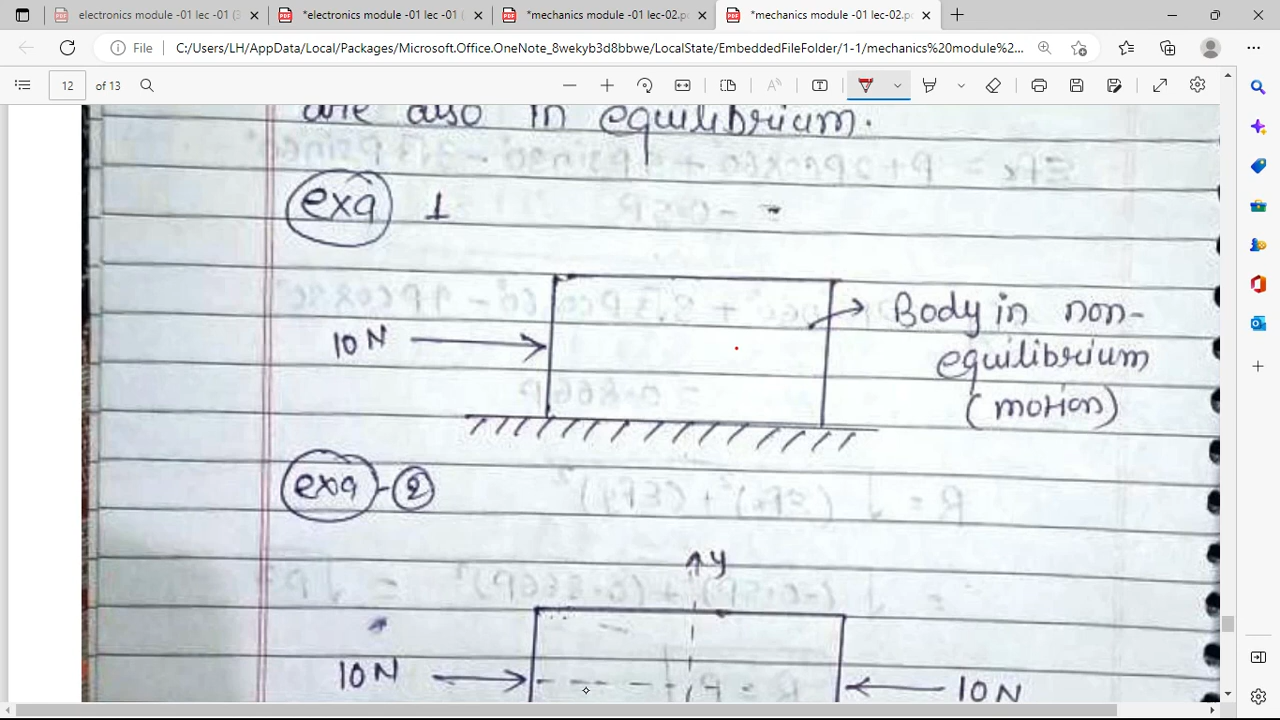 electronics module -01 lec -01 (
*electronics module -01 lec -01 (
*mechanics module -01 lec-02.p
*mechanics module -01 lec-02.p
File
C:/Users/LH/AppData/Local/Packages/Microsoft.Office.OneNote_8wekyb3d8bbwe/LocalState/EmbeddedFileFolder/1-1/mechanics%20module%2...
12 of 13
are also in equilibrium.
exa 1
10 N
Body in non-
equilibrium
(motion)
exa - 2
y
10 N
10 N